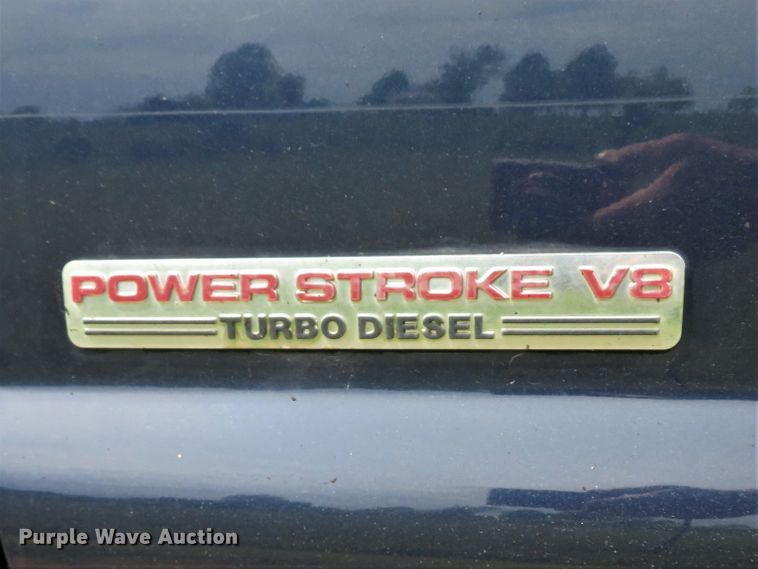 POWER STROKE V8
TURBO DIESEL
Purple Wave Auction